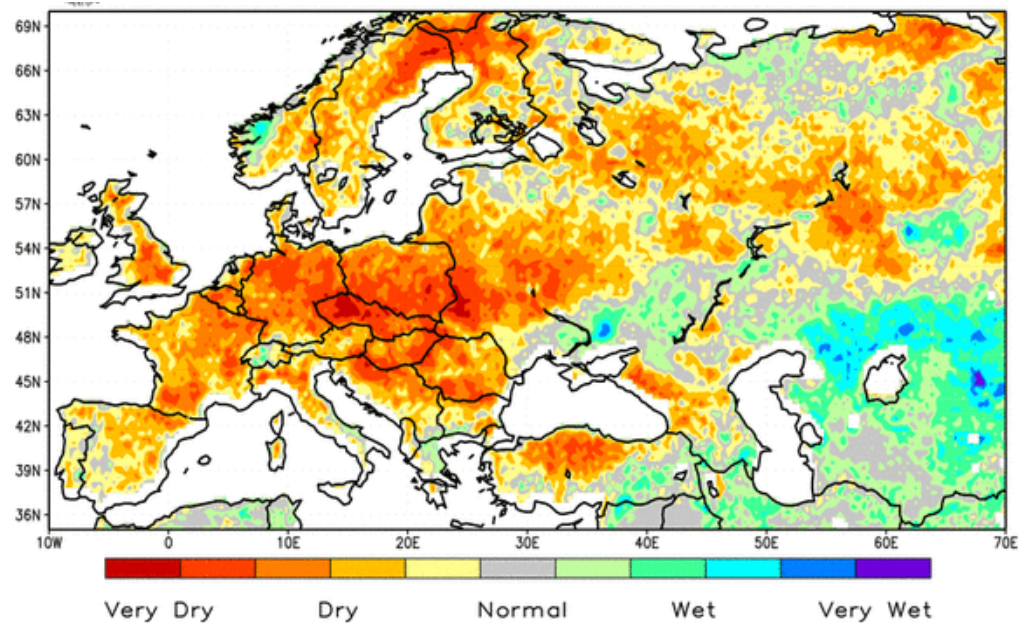 69N
66N
63N
60N
57N
54N
51N
48N
45N
42N
39N
36N
10W 0 10E 20E 30E 40E 50E 60E 70E
Very Dry Dry Normal Wet Very Wet